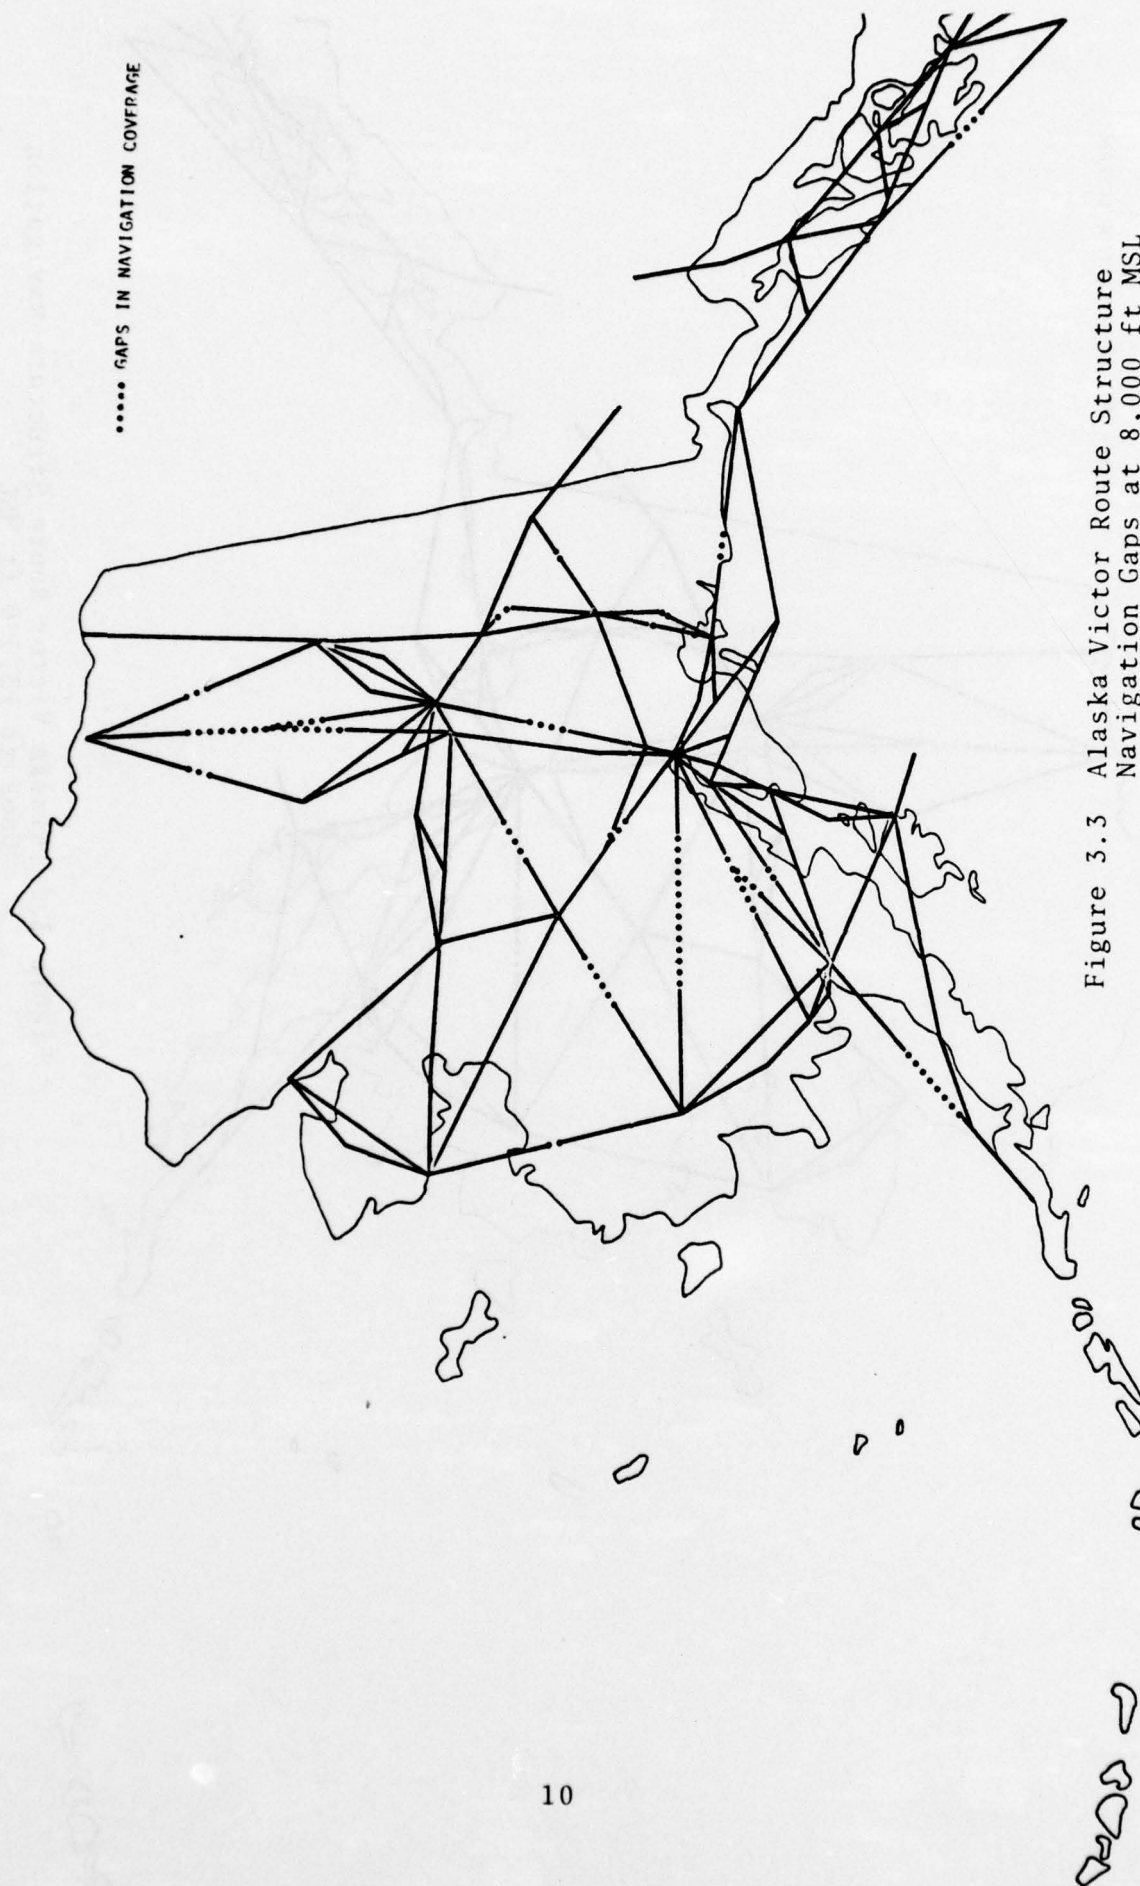 ••••• GAPS IN NAVIGATION COVERAGE
10
Figure 3.3 Alaska Victor Route Structure
Navigation Gaps at 8,000 ft MSL